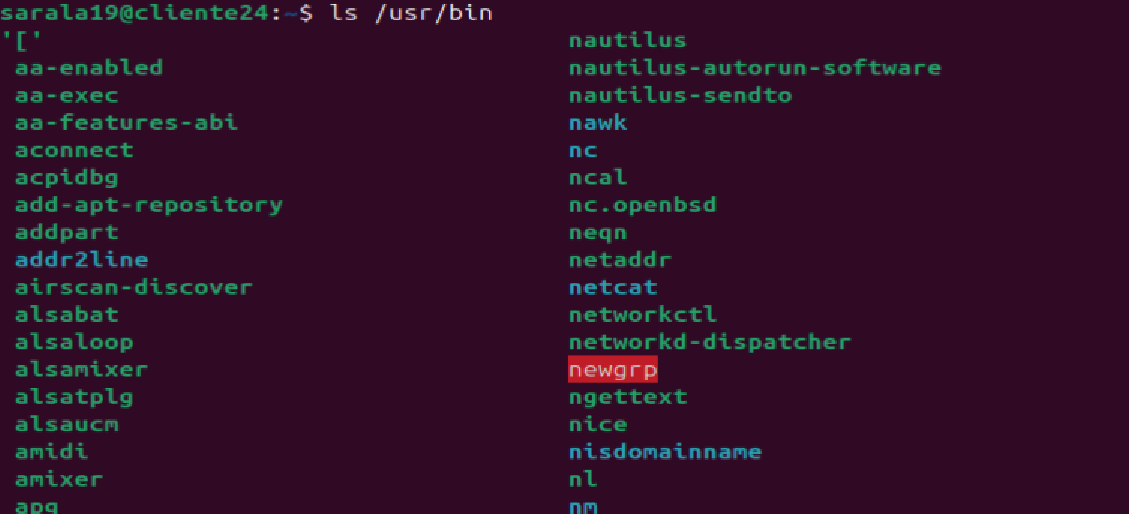 sarala19@cliente24:~$ ls /usr/bin
'[' nautilus
aa-enabled nautilus-autorun-software
aa-exec nautilus-sendto
aa-features-abi nawk
aconnect nc
acpidbg ncal
add-apt-repository nc.openbsd
addpart neqn
addr2line netaddr
airscan-discover netcat
alsabat networkctl
alsaloop networkd-dispatcher
alsamixer newgrp
alsatplg ngettext
alsaucm nice
amidi nisdomainname
amixer nl
apg nm